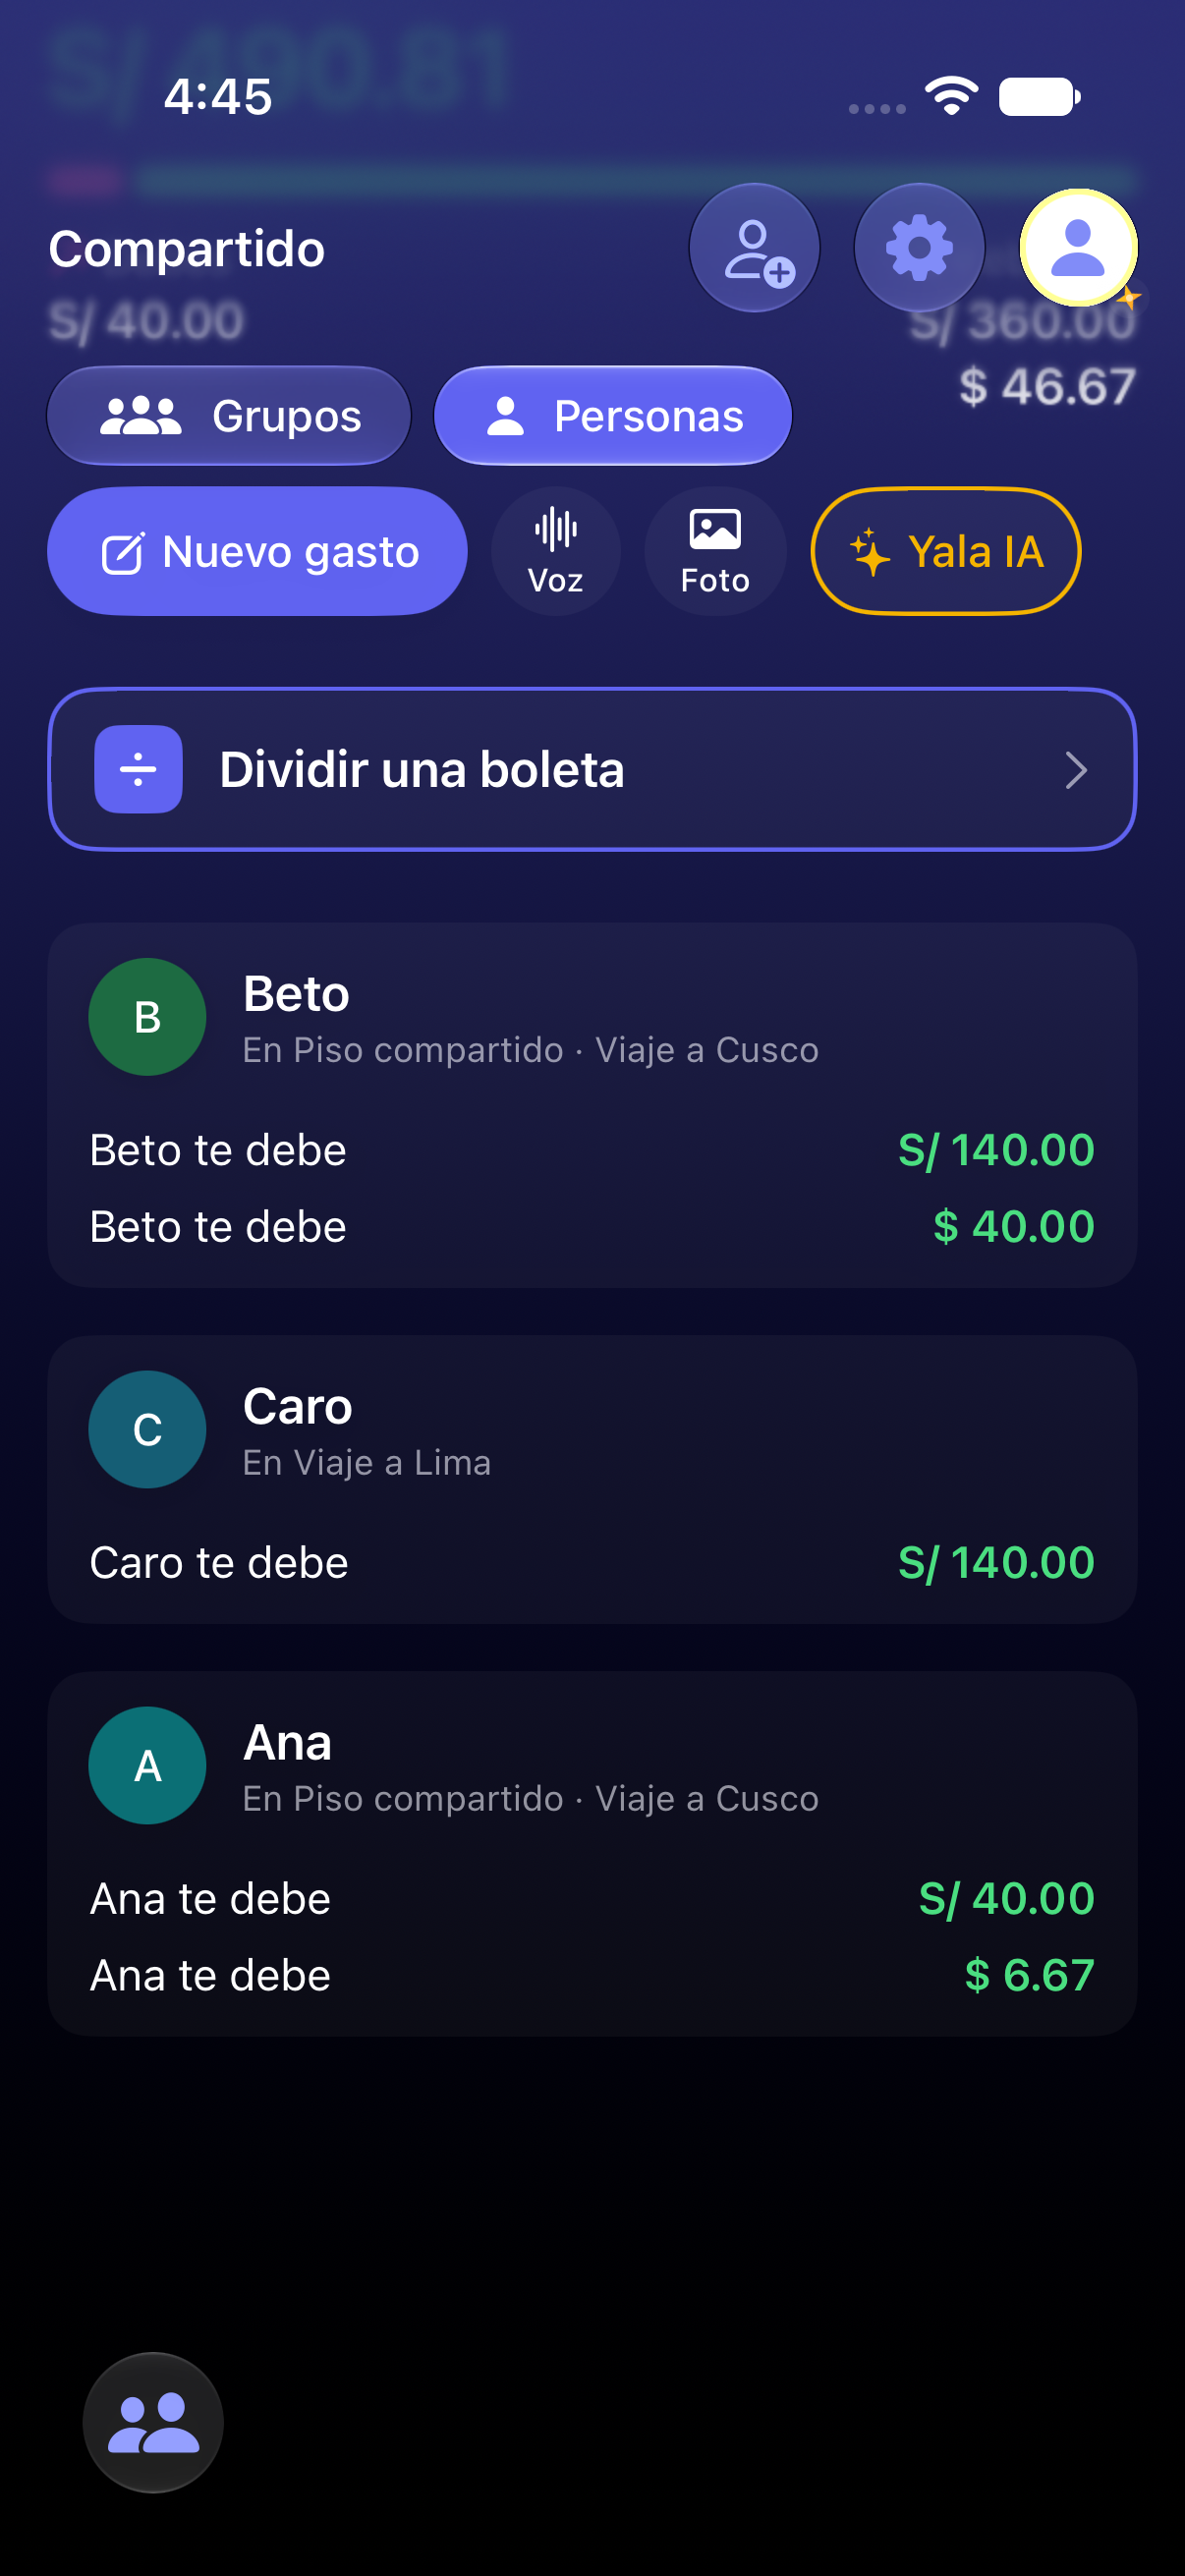 S/ 490.81
4:45
Compartido
S/ 40.00
S/ 360.00
$ 46.67
Grupos
Personas
Nuevo gasto
Voz
Foto
Yala IA
Dividir una boleta
B
Beto
En Piso compartido · Viaje a Cusco
Beto te debe
S/ 140.00
Beto te debe
$ 40.00
C
Caro
En Viaje a Lima
Caro te debe
S/ 140.00
A
Ana
En Piso compartido · Viaje a Cusco
Ana te debe
S/ 40.00
Ana te debe
$ 6.67